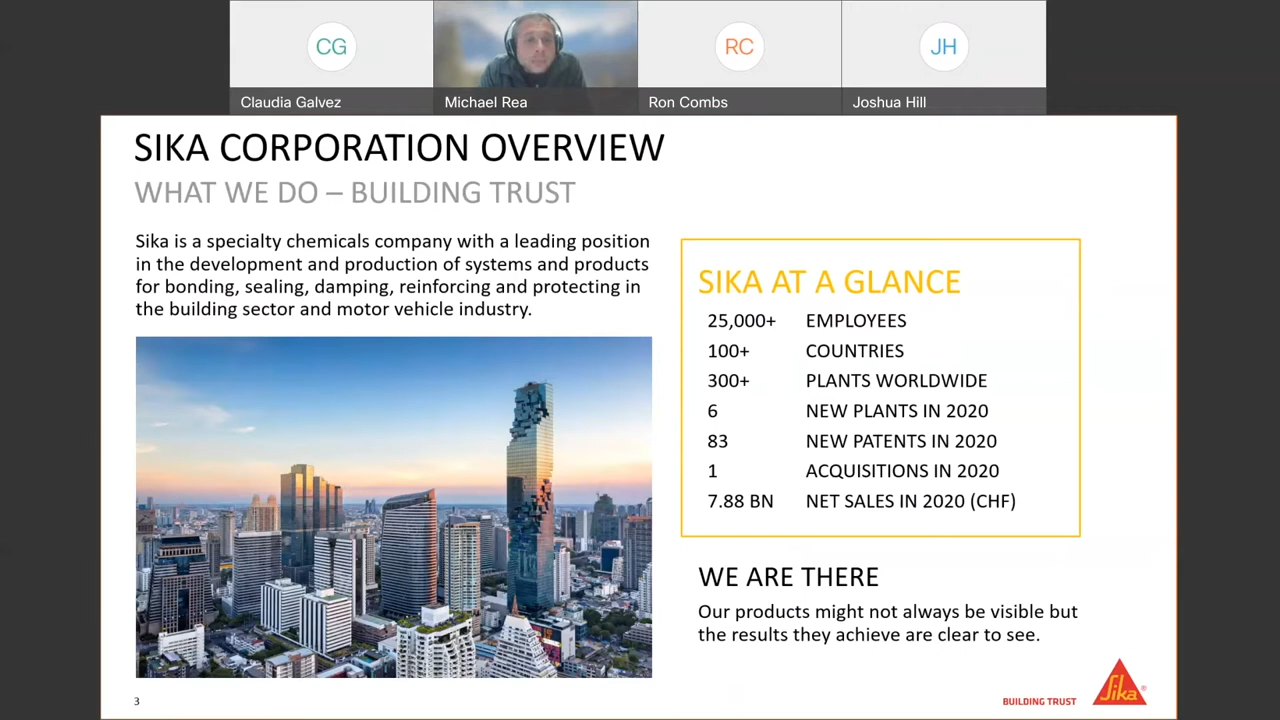 CG
RC
JH
Claudia Galvez
Michael Rea
Ron Combs
Joshua Hill
SIKA CORPORATION OVERVIEW
WHAT WE DO – BUILDING TRUST
Sika is a specialty chemicals company with a leading position
in the development and production of systems and products
for bonding, sealing, damping, reinforcing and protecting in
the building sector and motor vehicle industry.
SIKA AT A GLANCE
25,000+ EMPLOYEES
100+ COUNTRIES
300+ PLANTS WORLDWIDE
6 NEW PLANTS IN 2020
83 NEW PATENTS IN 2020
1 ACQUISITIONS IN 2020
7.88 BN NET SALES IN 2020 (CHF)
WE ARE THERE
Our products might not always be visible but
the results they achieve are clear to see.
3
BUILDING TRUST
Sika®